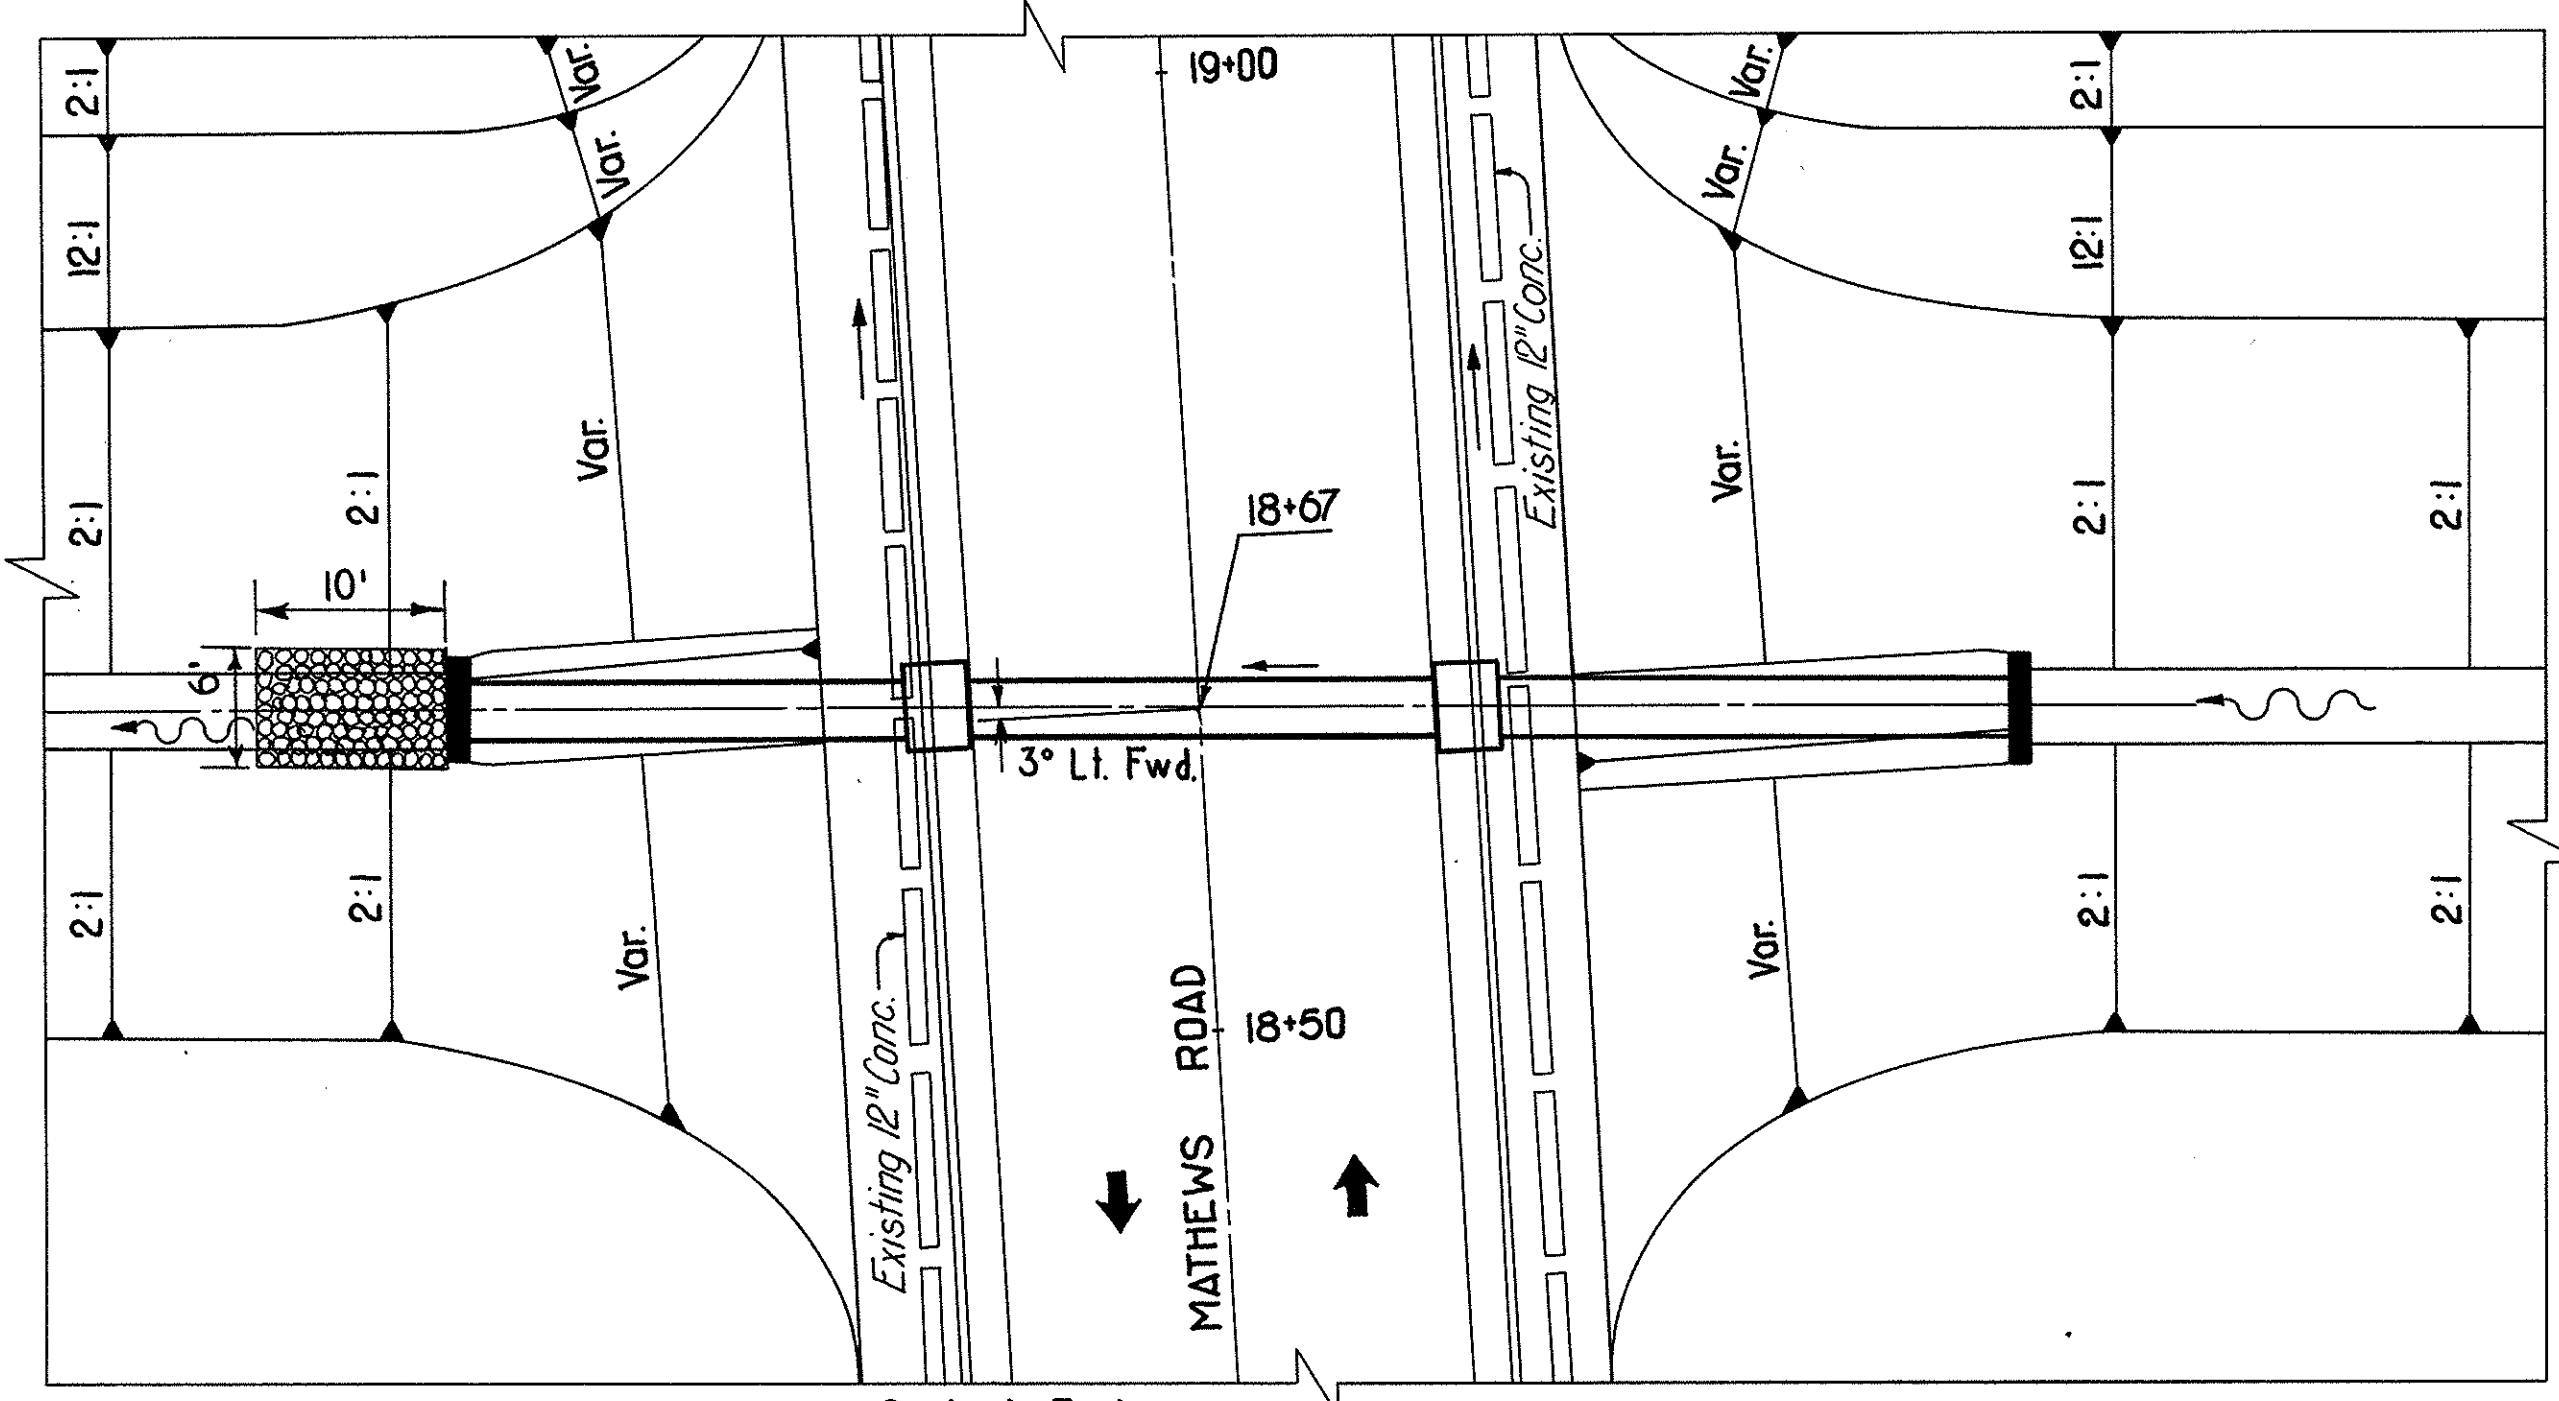 19+00
2:1
Var.
Var.
2:1
Var.
Var.
12:1
12:1
Existing 12" Conc.
Var.
Var.
2:1
2:1
2:1
2:1
18+67
10'
6'
3° Lt. Fwd.
2:1
2:1
Var.
Var.
2:1
2:1
Existing 12" Conc.
MATHEWS ROAD
18+50